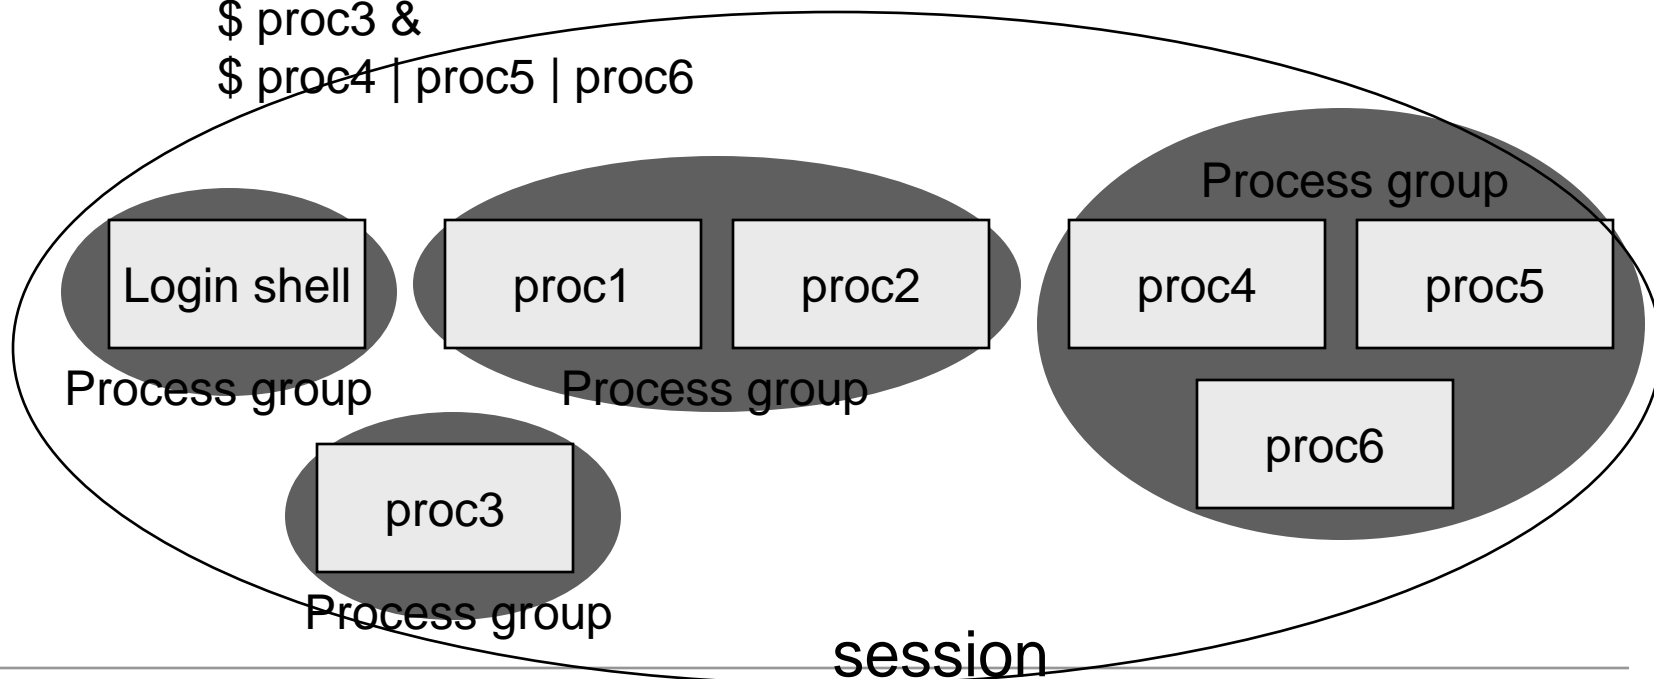 $ proc3 &
$ proc4 | proc5 | proc6
Process group
Login shell
proc1
proc2
proc4
proc5
Process group
Process group
proc6
proc3
Process group
session